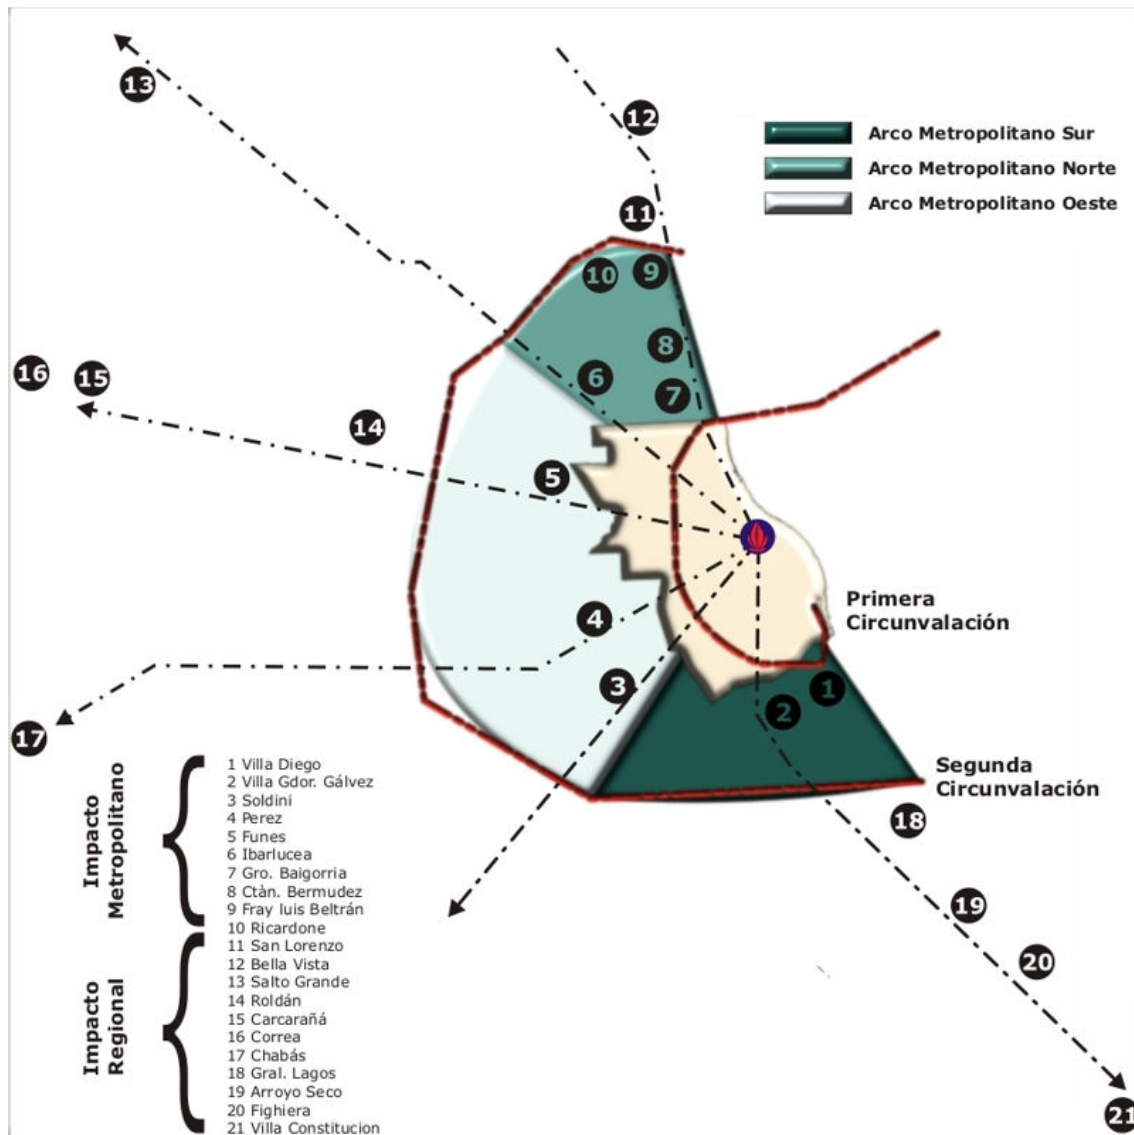 13
12
Arco Metropolitano Sur
Arco Metropolitano Norte
Arco Metropolitano Oeste
11
10
9
8
6
7
16
15
14
5
4
3
Primera
Circunvalación
1
2
17
Segunda
Circunvalación
18
19
20
21
Impacto
Metropolitano
1 Villa Diego
2 Villa Gdor. Gálvez
3 Soldini
4 Perez
5 Funes
6 Ibarlucea
7 Gro. Baigorria
8 Ctàn. Bermudez
9 Fray luis Beltrán
10 Ricardone
Impacto
Regional
11 San Lorenzo
12 Bella Vista
13 Salto Grande
14 Roldán
15 Carcarañá
16 Correa
17 Chabás
18 Gral. Lagos
19 Arroyo Seco
20 Fighiera
21 Villa Constitucion